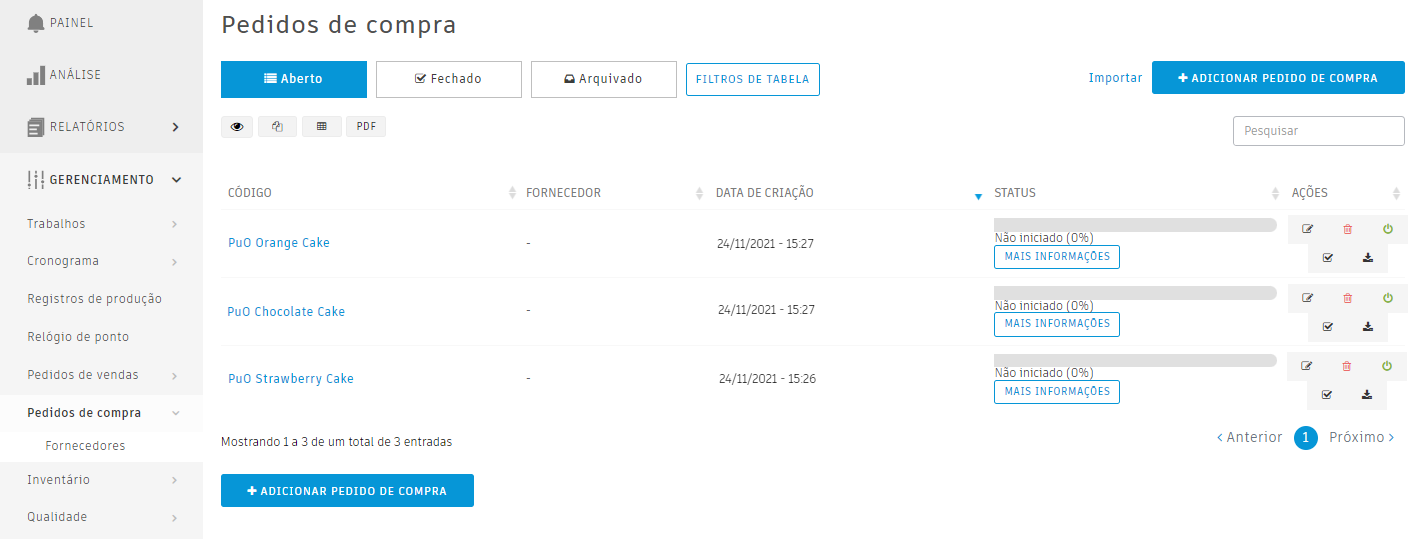 PAINEL
ANÁLISE
RELATÓRIOS
GERENCIAMENTO
Trabalhos
Cronograma
Registros de produção
Relógio de ponto
Pedidos de vendas
Pedidos de compra
Fornecedores
Inventário
Qualidade
Pedidos de compra
Aberto Fechado Arquivado FILTROS DE TABELA Importar ADICIONAR PEDIDO DE COMPRA
PDF Pesquisar
CÓDIGO FORNECEDOR DATA DE CRIAÇÃO STATUS AÇÕES
PuO Orange Cake - 24/11/2021 - 15:27 Não iniciado (0%)
MAIS INFORMAÇÕES
PuO Chocolate Cake - 24/11/2021 - 15:27 Não iniciado (0%)
MAIS INFORMAÇÕES
PuO Strawberry Cake - 24/11/2021 - 15:26 Não iniciado (0%)
MAIS INFORMAÇÕES
Mostrando 1 a 3 de um total de 3 entradas Anterior 1 Próximo
ADICIONAR PEDIDO DE COMPRA